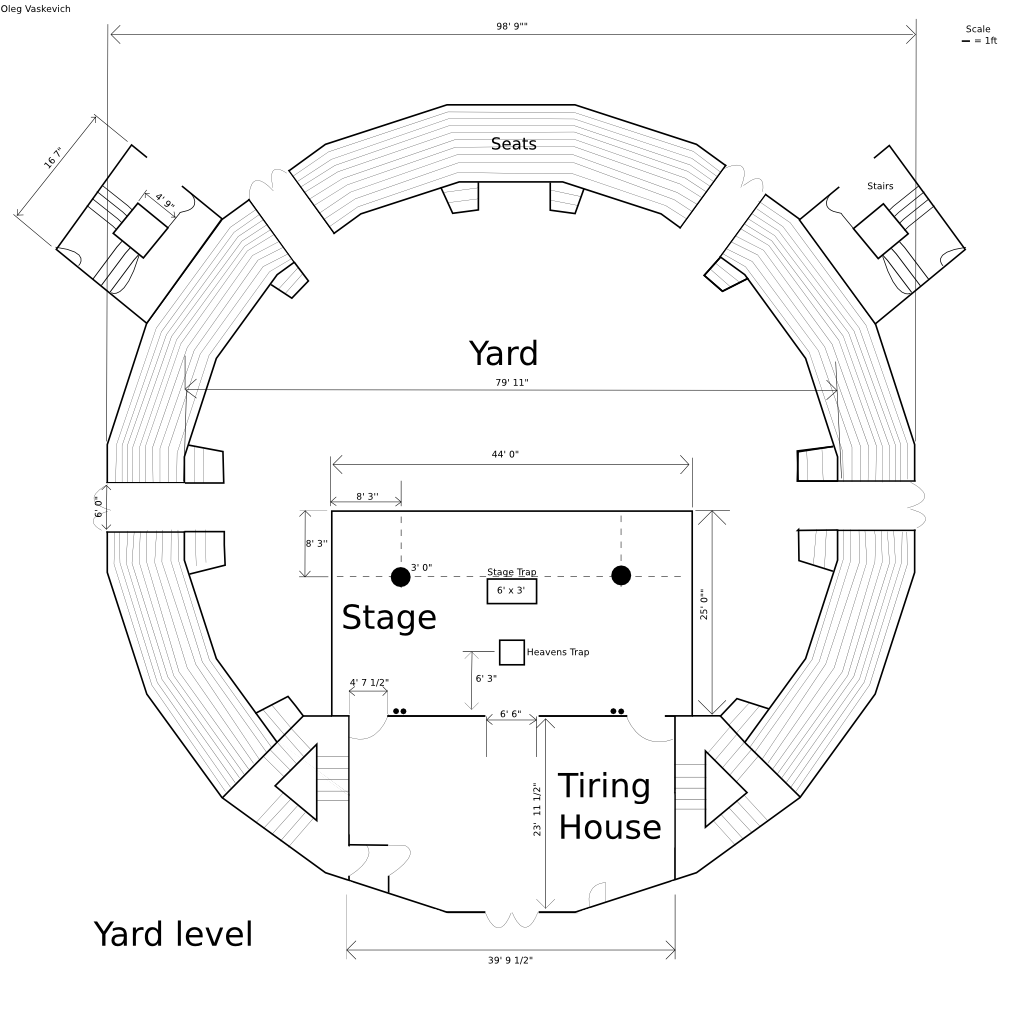 Oleg Vaskevich
98' 9""
Scale
= 1ft
Seats
16 7"
4' 9"
Stairs
Yard
79' 11"
44' 0"
8' 3''
6' 0"
8' 3''
3' 0"
Stage Trap
6' x 3'
Stage
25' 0""
Heavens Trap
6' 3"
4' 7 1/2"
6' 6"
Tiring
House
23' 11 1/2"
Yard level
39' 9 1/2"